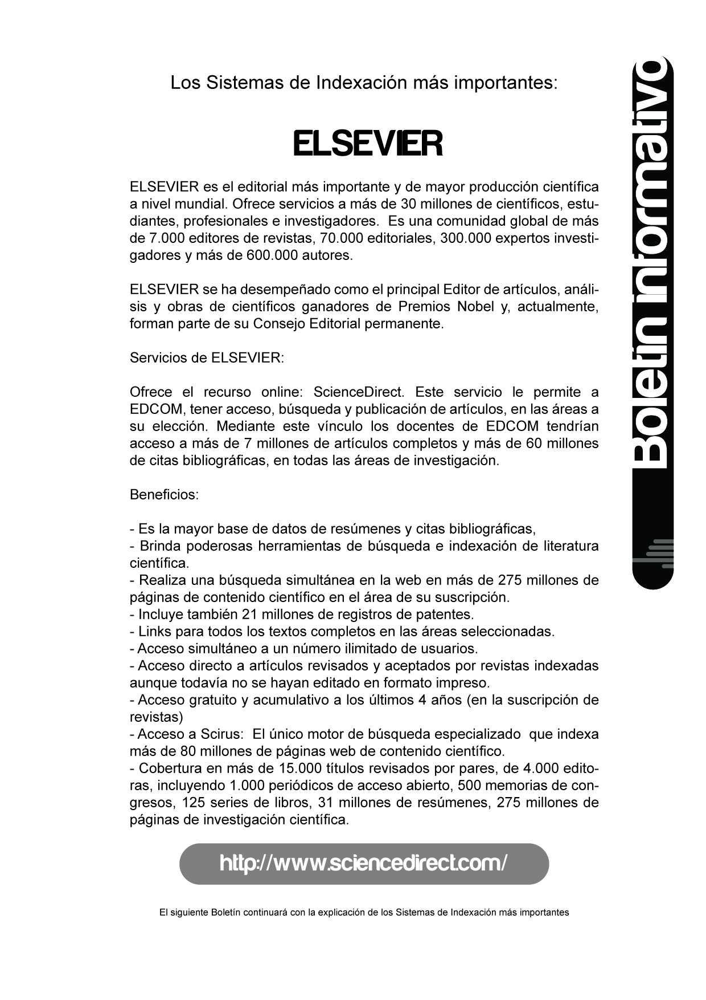 Los Sistemas de Indexación más importantes:
ELSEVIER
ELSEVIER es el editorial más importante y de mayor producción científica
a nivel mundial. Ofrece servicios a más de 30 millones de científicos, estu-
diantes, profesionales e investigadores.  Es una comunidad global de más
de 7.000 editores de revistas, 70.000 editoriales, 300.000 expertos investi-
gadores y más de 600.000 autores.
ELSEVIER se ha desempeñado como el principal Editor de artículos, análi-
sis y obras de científicos ganadores de Premios Nobel y, actualmente,
forman parte de su Consejo Editorial permanente.
Servicios de ELSEVIER:
Ofrece el recurso online: ScienceDirect. Este servicio le permite a
EDCOM, tener acceso, búsqueda y publicación de artículos, en las áreas a
su elección. Mediante este vínculo los docentes de EDCOM tendrían
acceso a más de 7 millones de artículos completos y más de 60 millones
de citas bibliográficas, en todas las áreas de investigación.
Beneficios:
- Es la mayor base de datos de resúmenes y citas bibliográficas,
- Brinda poderosas herramientas de búsqueda e indexación de literatura
científica.
- Realiza una búsqueda simultánea en la web en más de 275 millones de
páginas de contenido científico en el área de su suscripción.
- Incluye también 21 millones de registros de patentes.
- Links para todos los textos completos en las áreas seleccionadas.
- Acceso simultáneo a un número ilimitado de usuarios.
- Acceso directo a artículos revisados y aceptados por revistas indexadas
aunque todavía no se hayan editado en formato impreso.
- Acceso gratuito y acumulativo a los últimos 4 años (en la suscripción de
revistas)
- Acceso a Scirus:  El único motor de búsqueda especializado  que indexa
más de 80 millones de páginas web de contenido científico.
- Cobertura en más de 15.000 títulos revisados por pares, de 4.000 edito-
ras, incluyendo 1.000 periódicos de acceso abierto, 500 memorias de con-
gresos, 125 series de libros, 31 millones de resúmenes, 275 millones de
páginas de investigación científica.
http://www.sciencedirect.com/
El siguiente Boletín continuará con la explicación de los Sistemas de Indexación más importantes
Boletín Informativo